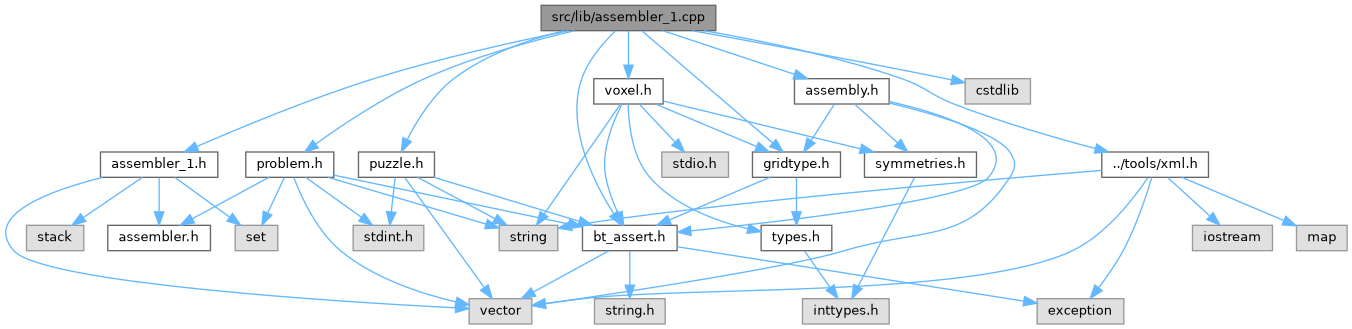 src/lib/assembler_1.cpp
voxel.h
assembly.h
cstdlib
assembler_1.h
problem.h
puzzle.h
stdio.h
gridtype.h
symmetries.h
../tools/xml.h
stack
assembler.h
set
stdint.h
string
bt_assert.h
types.h
iostream
map
vector
string.h
inttypes.h
exception